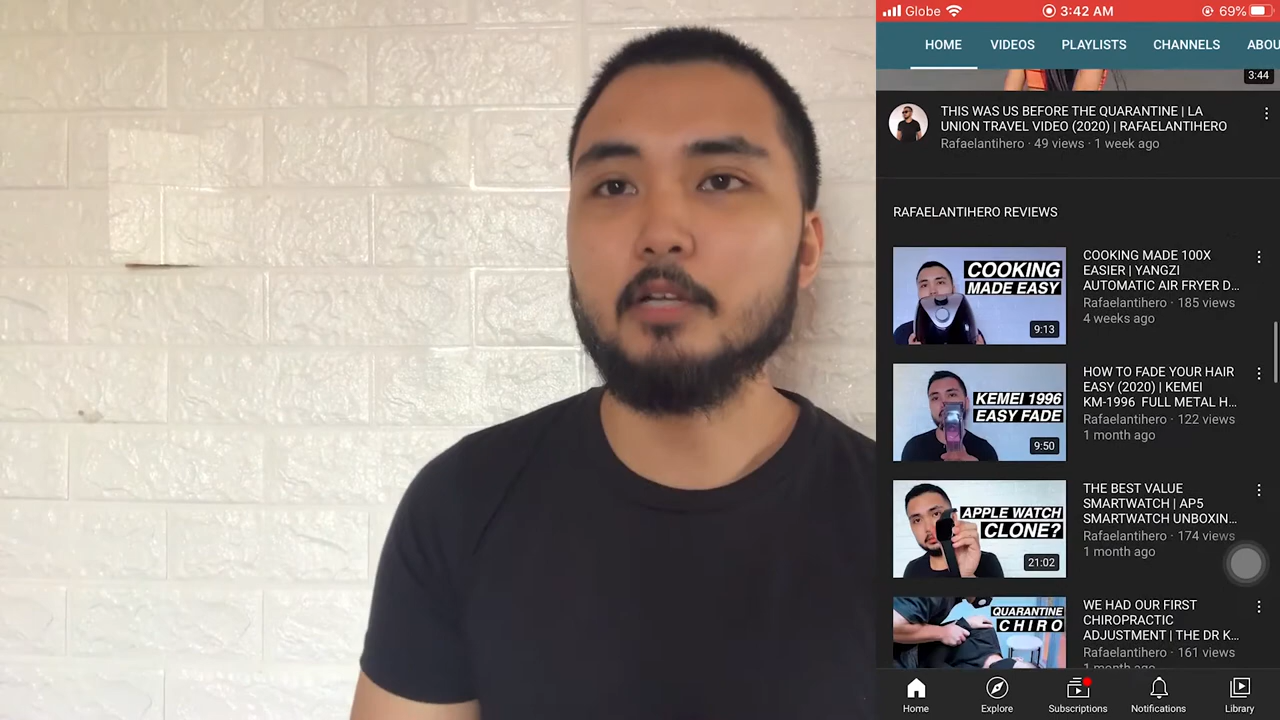 Globe 3:42 AM 69%
HOME VIDEOS PLAYLISTS CHANNELS ABOU
3:44
THIS WAS US BEFORE THE QUARANTINE | LA
UNION TRAVEL VIDEO (2020) | RAFAELANTIHERO
Rafaelantihero · 49 views · 1 week ago
RAFAELANTIHERO REVIEWS
COOKING
MADE EASY
9:13
COOKING MADE 100X
EASIER | YANGZI
AUTOMATIC AIR FRYER D...
Rafaelantihero · 185 views
4 weeks ago
KEMEI 1996
EASY FADE
9:50
HOW TO FADE YOUR HAIR
EASY (2020) | KEMEI
KM-1996 FULL METAL H...
Rafaelantihero · 122 views
1 month ago
APPLE WATCH
CLONE?
21:02
THE BEST VALUE
SMARTWATCH | AP5
SMARTWATCH UNBOXIN...
Rafaelantihero · 174 views
1 month ago
QUARANTINE
CHIRO
WE HAD OUR FIRST
CHIROPRACTIC
ADJUSTMENT | THE DR K...
Rafaelantihero · 161 views
1 month ago
Home Explore Subscriptions Notifications Library